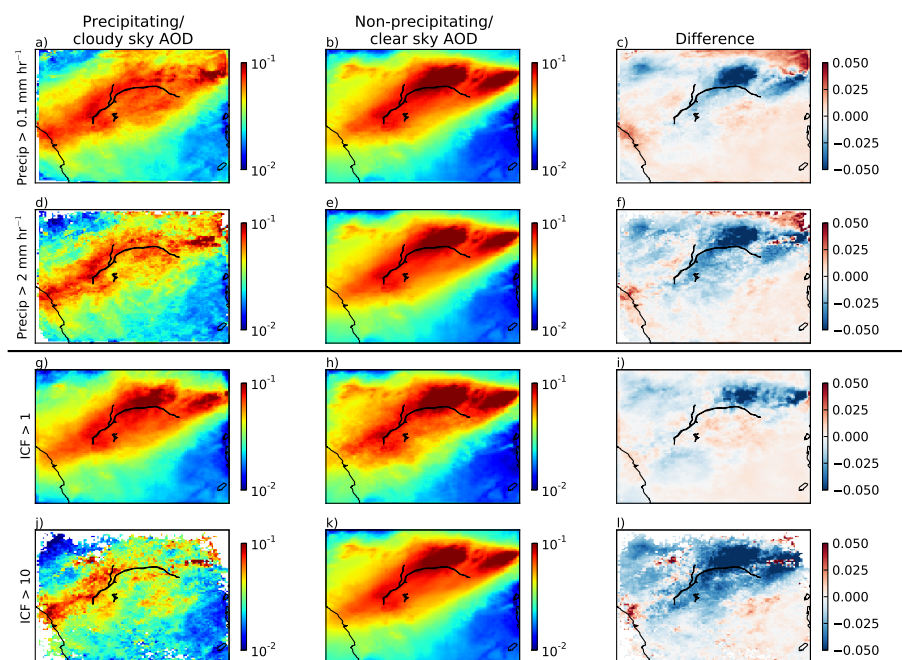 Precipitating/
cloudy sky AOD
Non-precipitating/
clear sky AOD
Difference
Precip > 0.1 mm hr⁻¹
a)
10⁻¹
10⁻²
b)
10⁻¹
10⁻²
c)
0.050
0.025
0.000
−0.025
−0.050
Precip > 2 mm hr⁻¹
d)
10⁻¹
10⁻²
e)
10⁻¹
10⁻²
f)
0.050
0.025
0.000
−0.025
−0.050
ICF > 1
g)
10⁻¹
10⁻²
h)
10⁻¹
10⁻²
i)
0.050
0.025
0.000
−0.025
−0.050
ICF > 10
j)
10⁻¹
10⁻²
k)
10⁻¹
10⁻²
l)
0.050
0.025
0.000
−0.025
−0.050